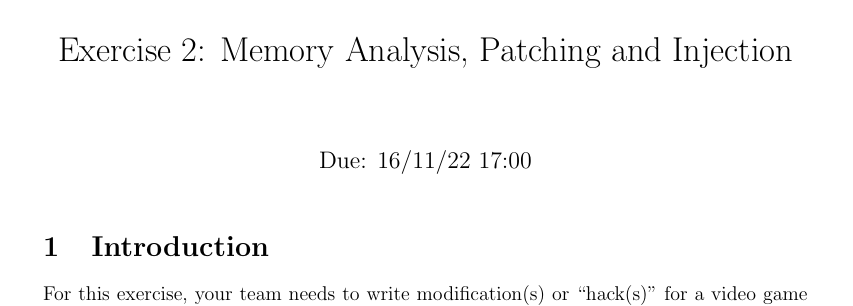 Exercise 2: Memory Analysis, Patching and Injection
Due: 16/11/22 17:00
1 Introduction
For this exercise, your team needs to write modification(s) or “hack(s)” for a video game